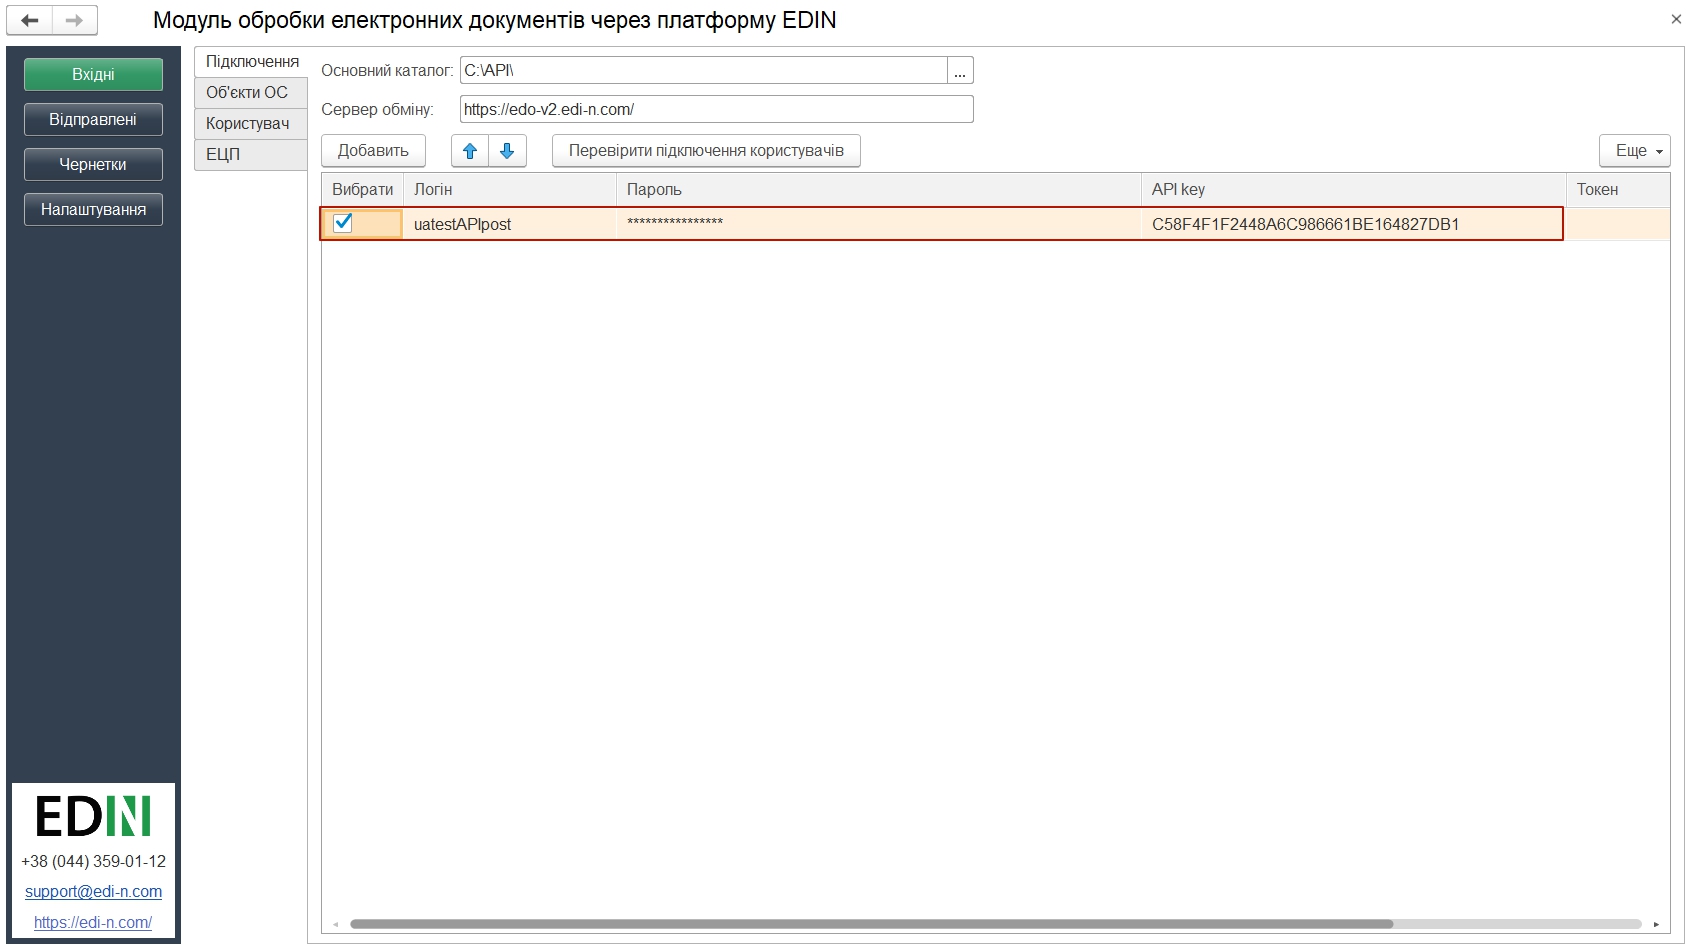 Модуль обробки електронних документів через платформу EDIN
Вхідні
Відправлені
Чернетки
Налаштування
Підключення
Об'єкти ОС
Користувач
ЕЦП
Основний каталог: C:\API\ ...
Сервер обміну: https://edo-v2.edi-n.com/
Добавить Перевірити підключення користувачів Еще
Вибрати Логін Пароль API key Токен
uatestAPIpost **************** C58F4F1F2448A6C986661BE164827DB1
EDIN
+38 (044) 359-01-12
support@edi-n.com
https://edi-n.com/